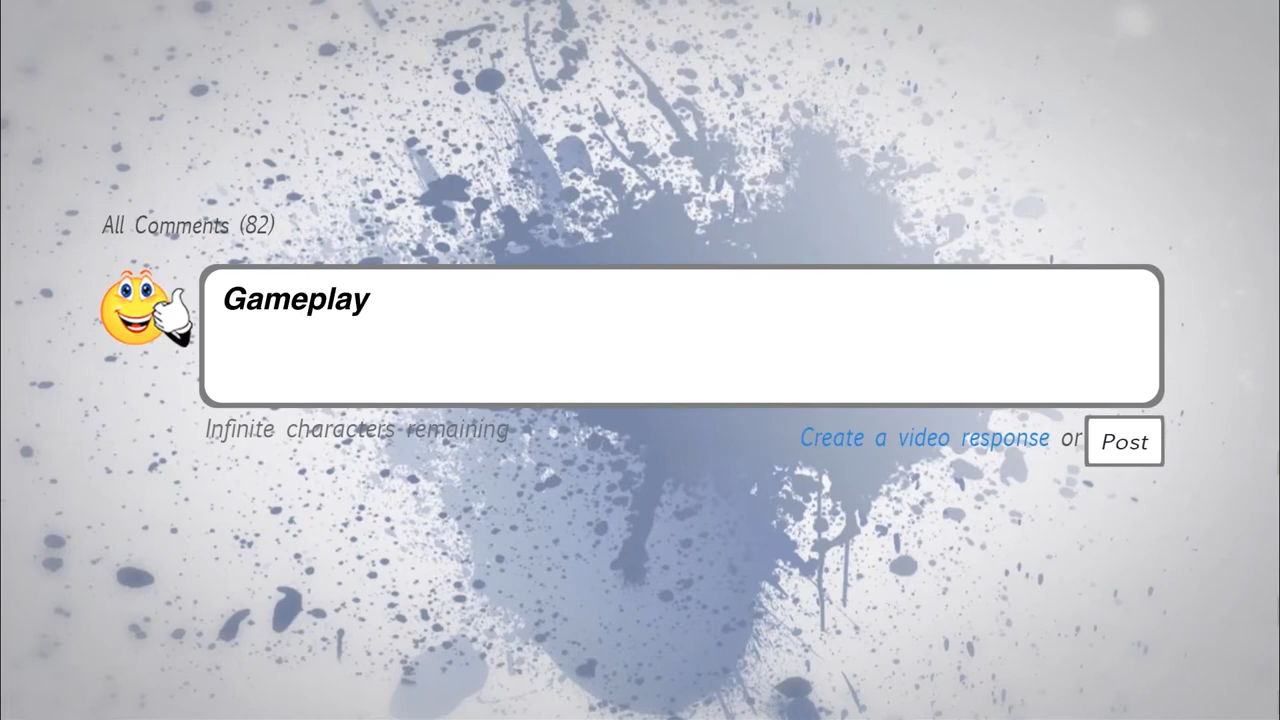 All Comments (82)
Gameplay
Infinite characters remaining
Create a video response or Post